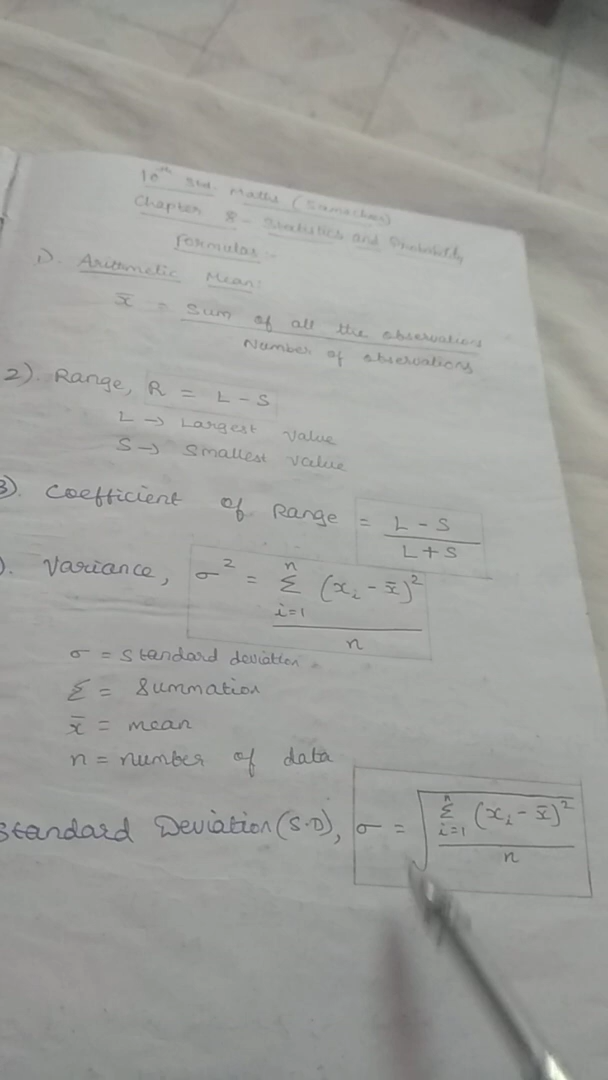 10th Std. Maths (Samacheer)
Chapter 8 - Statistics and Probability
Formulas:-
1). Arithmetic Mean:
x̄ = Sum of all the observations / Number of observations
2). Range, R = L - S
L → Largest value
S → Smallest value
3). Coefficient of Range = L - S / L + S
). Variance, σ² = Σⁿᵢ₌₁ (xᵢ - x̄)² / n
σ = Standard deviation.
Σ = Summation
x̄ = mean
n = number of data
Standard Deviation (S.D), σ = √(Σⁿᵢ₌₁ (xᵢ - x̄)² / n)